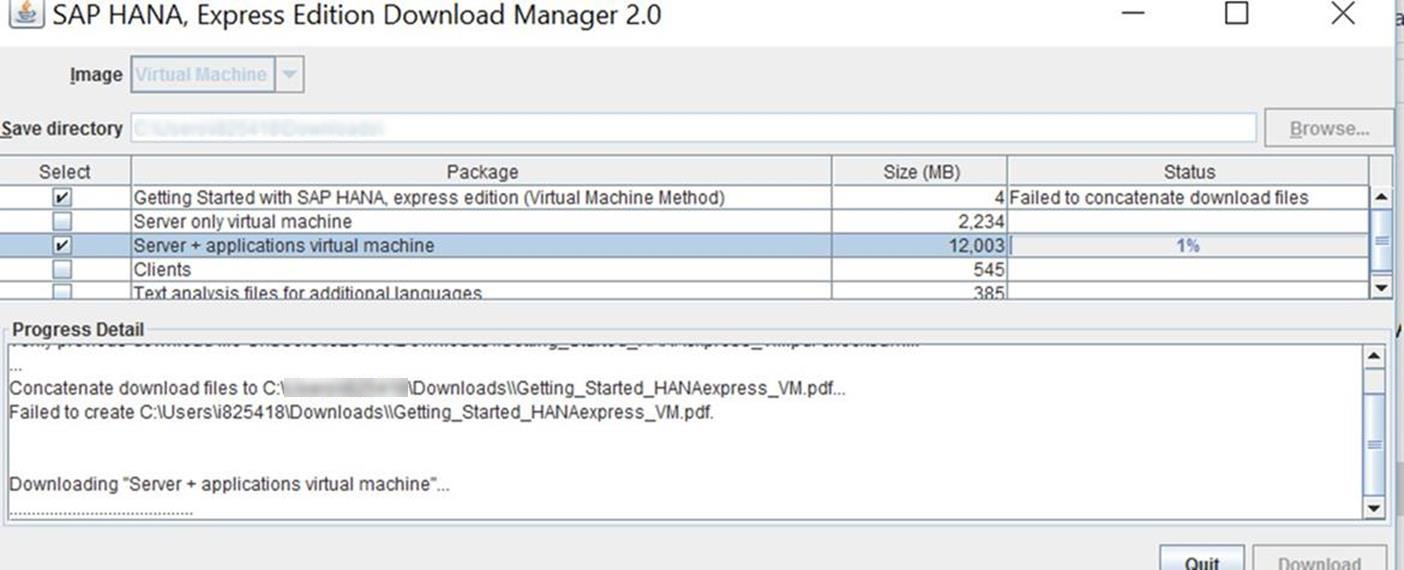 SAP HANA, Express Edition Download Manager 2.0
Image Virtual Machine
Save directory Browse...
Select Package Size (MB) Status
Getting Started with SAP HANA, express edition (Virtual Machine Method) 4 Failed to concatenate download files
Server only virtual machine 2,234
Server + applications virtual machine 12,003 1%
Clients 545
Text analysis files for additional languages 385
Progress Detail
...
Concatenate download files to C:\ \Downloads\\Getting_Started_HANAexpress_VM.pdf...
Failed to create C:\Users\i825418\Downloads\\Getting_Started_HANAexpress_VM.pdf.
Downloading "Server + applications virtual machine"...
..........................................
Quit Download